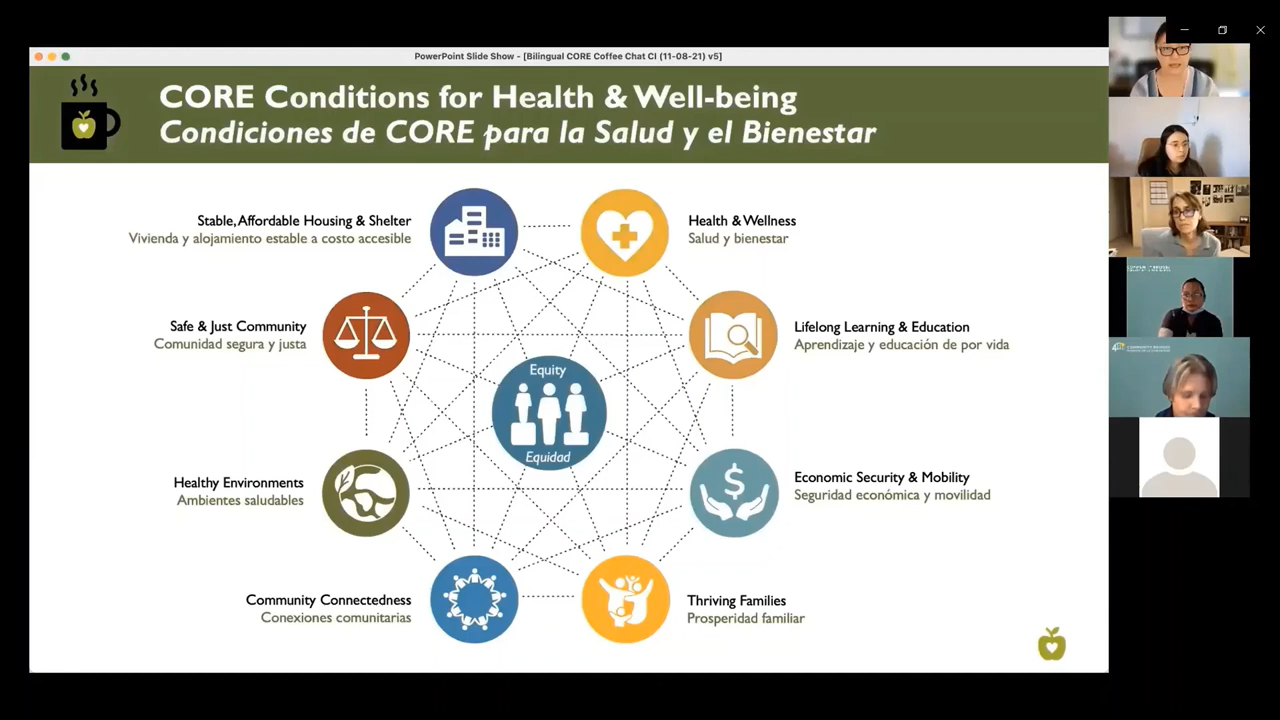 PowerPoint Slide Show - [Bilingual CORE Coffee Chat CI (11-08-21) v5]
CORE Conditions for Health & Well-being
Condiciones de CORE para la Salud y el Bienestar
Stable, Affordable Housing & Shelter
Vivienda y alojamiento estable a costo accesible
Health & Wellness
Salud y bienestar
Safe & Just Community
Comunidad segura y justa
Lifelong Learning & Education
Aprendizaje y educación de por vida
Equity
Equidad
Healthy Environments
Ambientes saludables
Economic Security & Mobility
Seguridad económica y movilidad
Community Connectedness
Conexiones comunitarias
Thriving Families
Prosperidad familiar